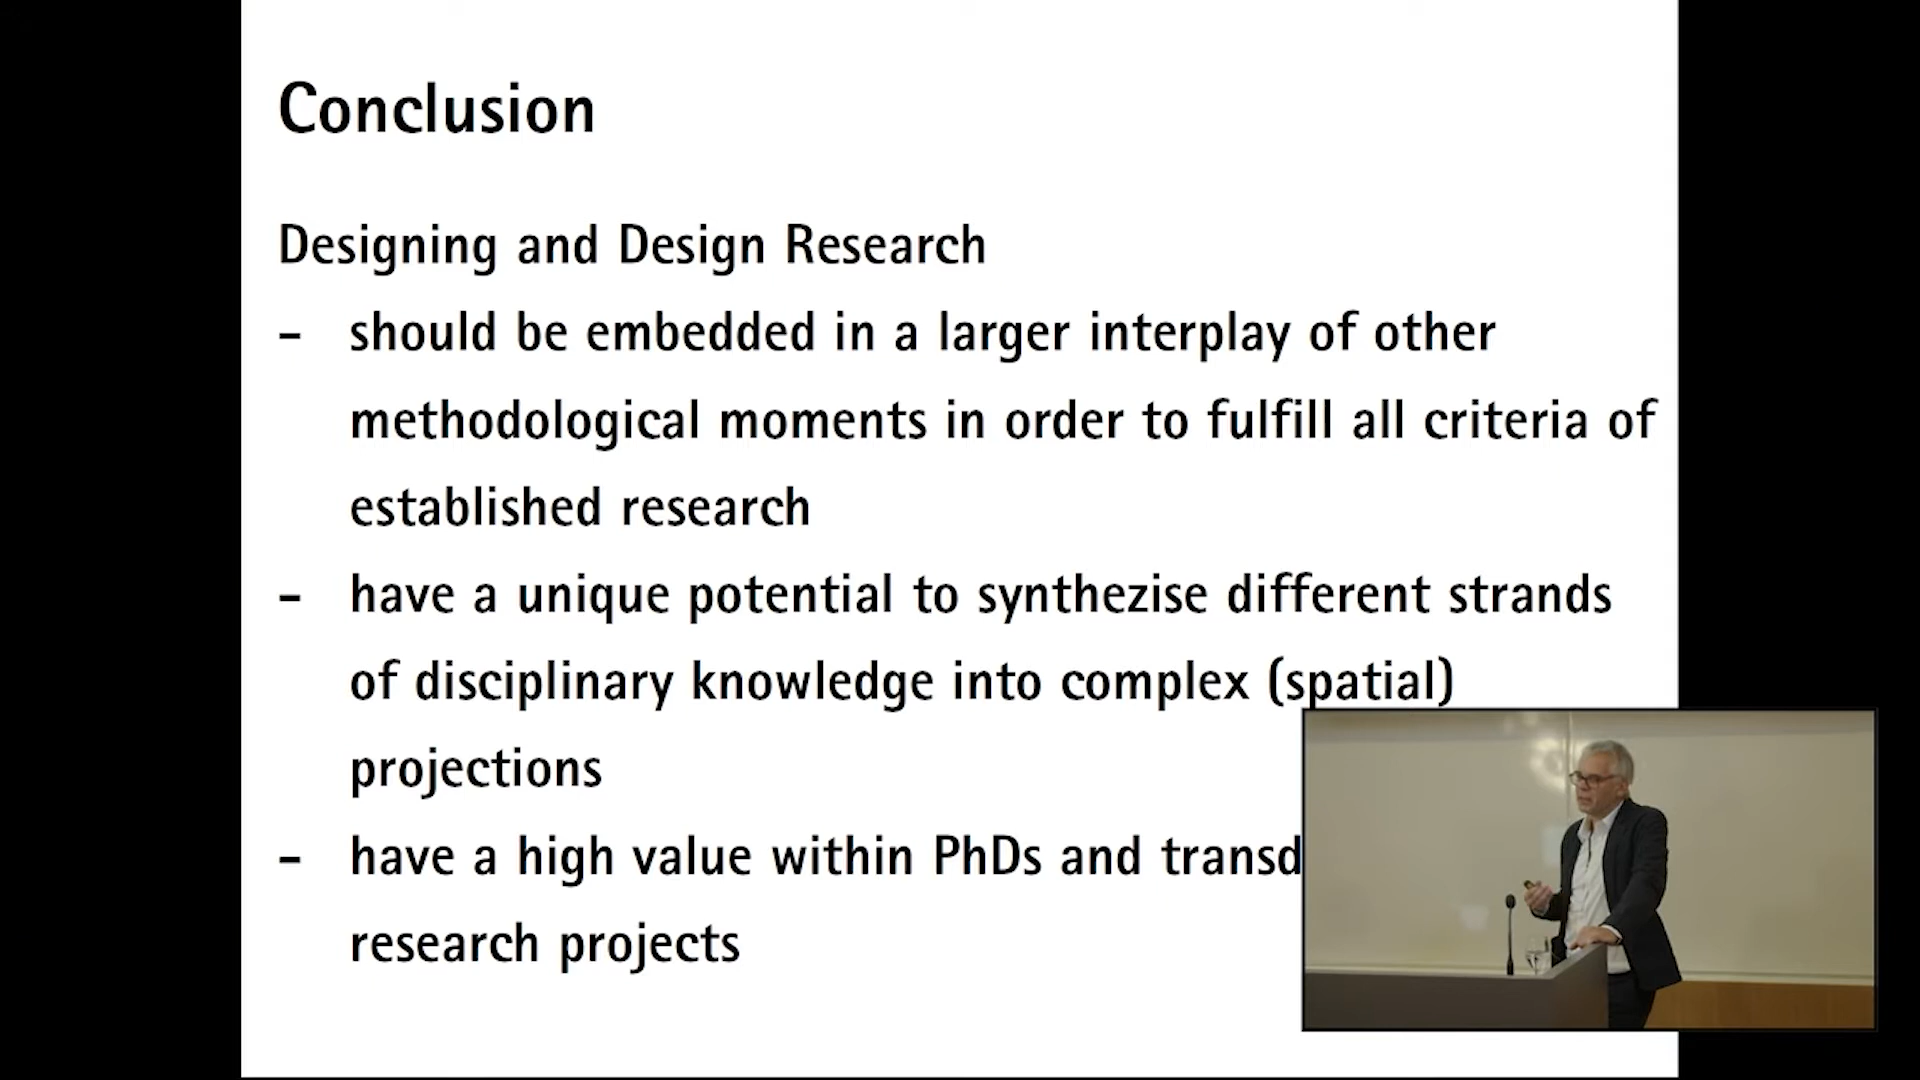 Conclusion
Designing and Design Research
- should be embedded in a larger interplay of other
methodological moments in order to fulfill all criteria of
established research
- have a unique potential to synthezise different strands
of disciplinary knowledge into complex (spatial)
projections
- have a high value within PhDs and
research projects